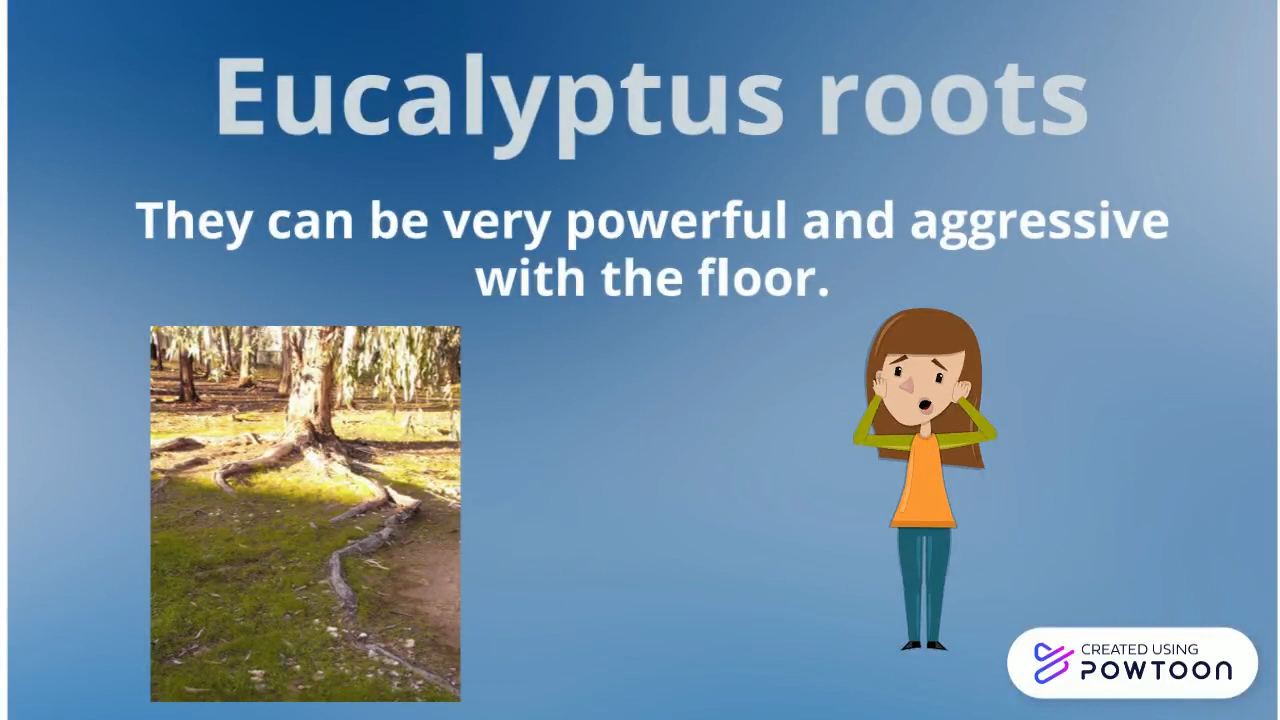 Eucalyptus roots
They can be very powerful and aggressive
with the floor.
CREATED USING
POWTOON